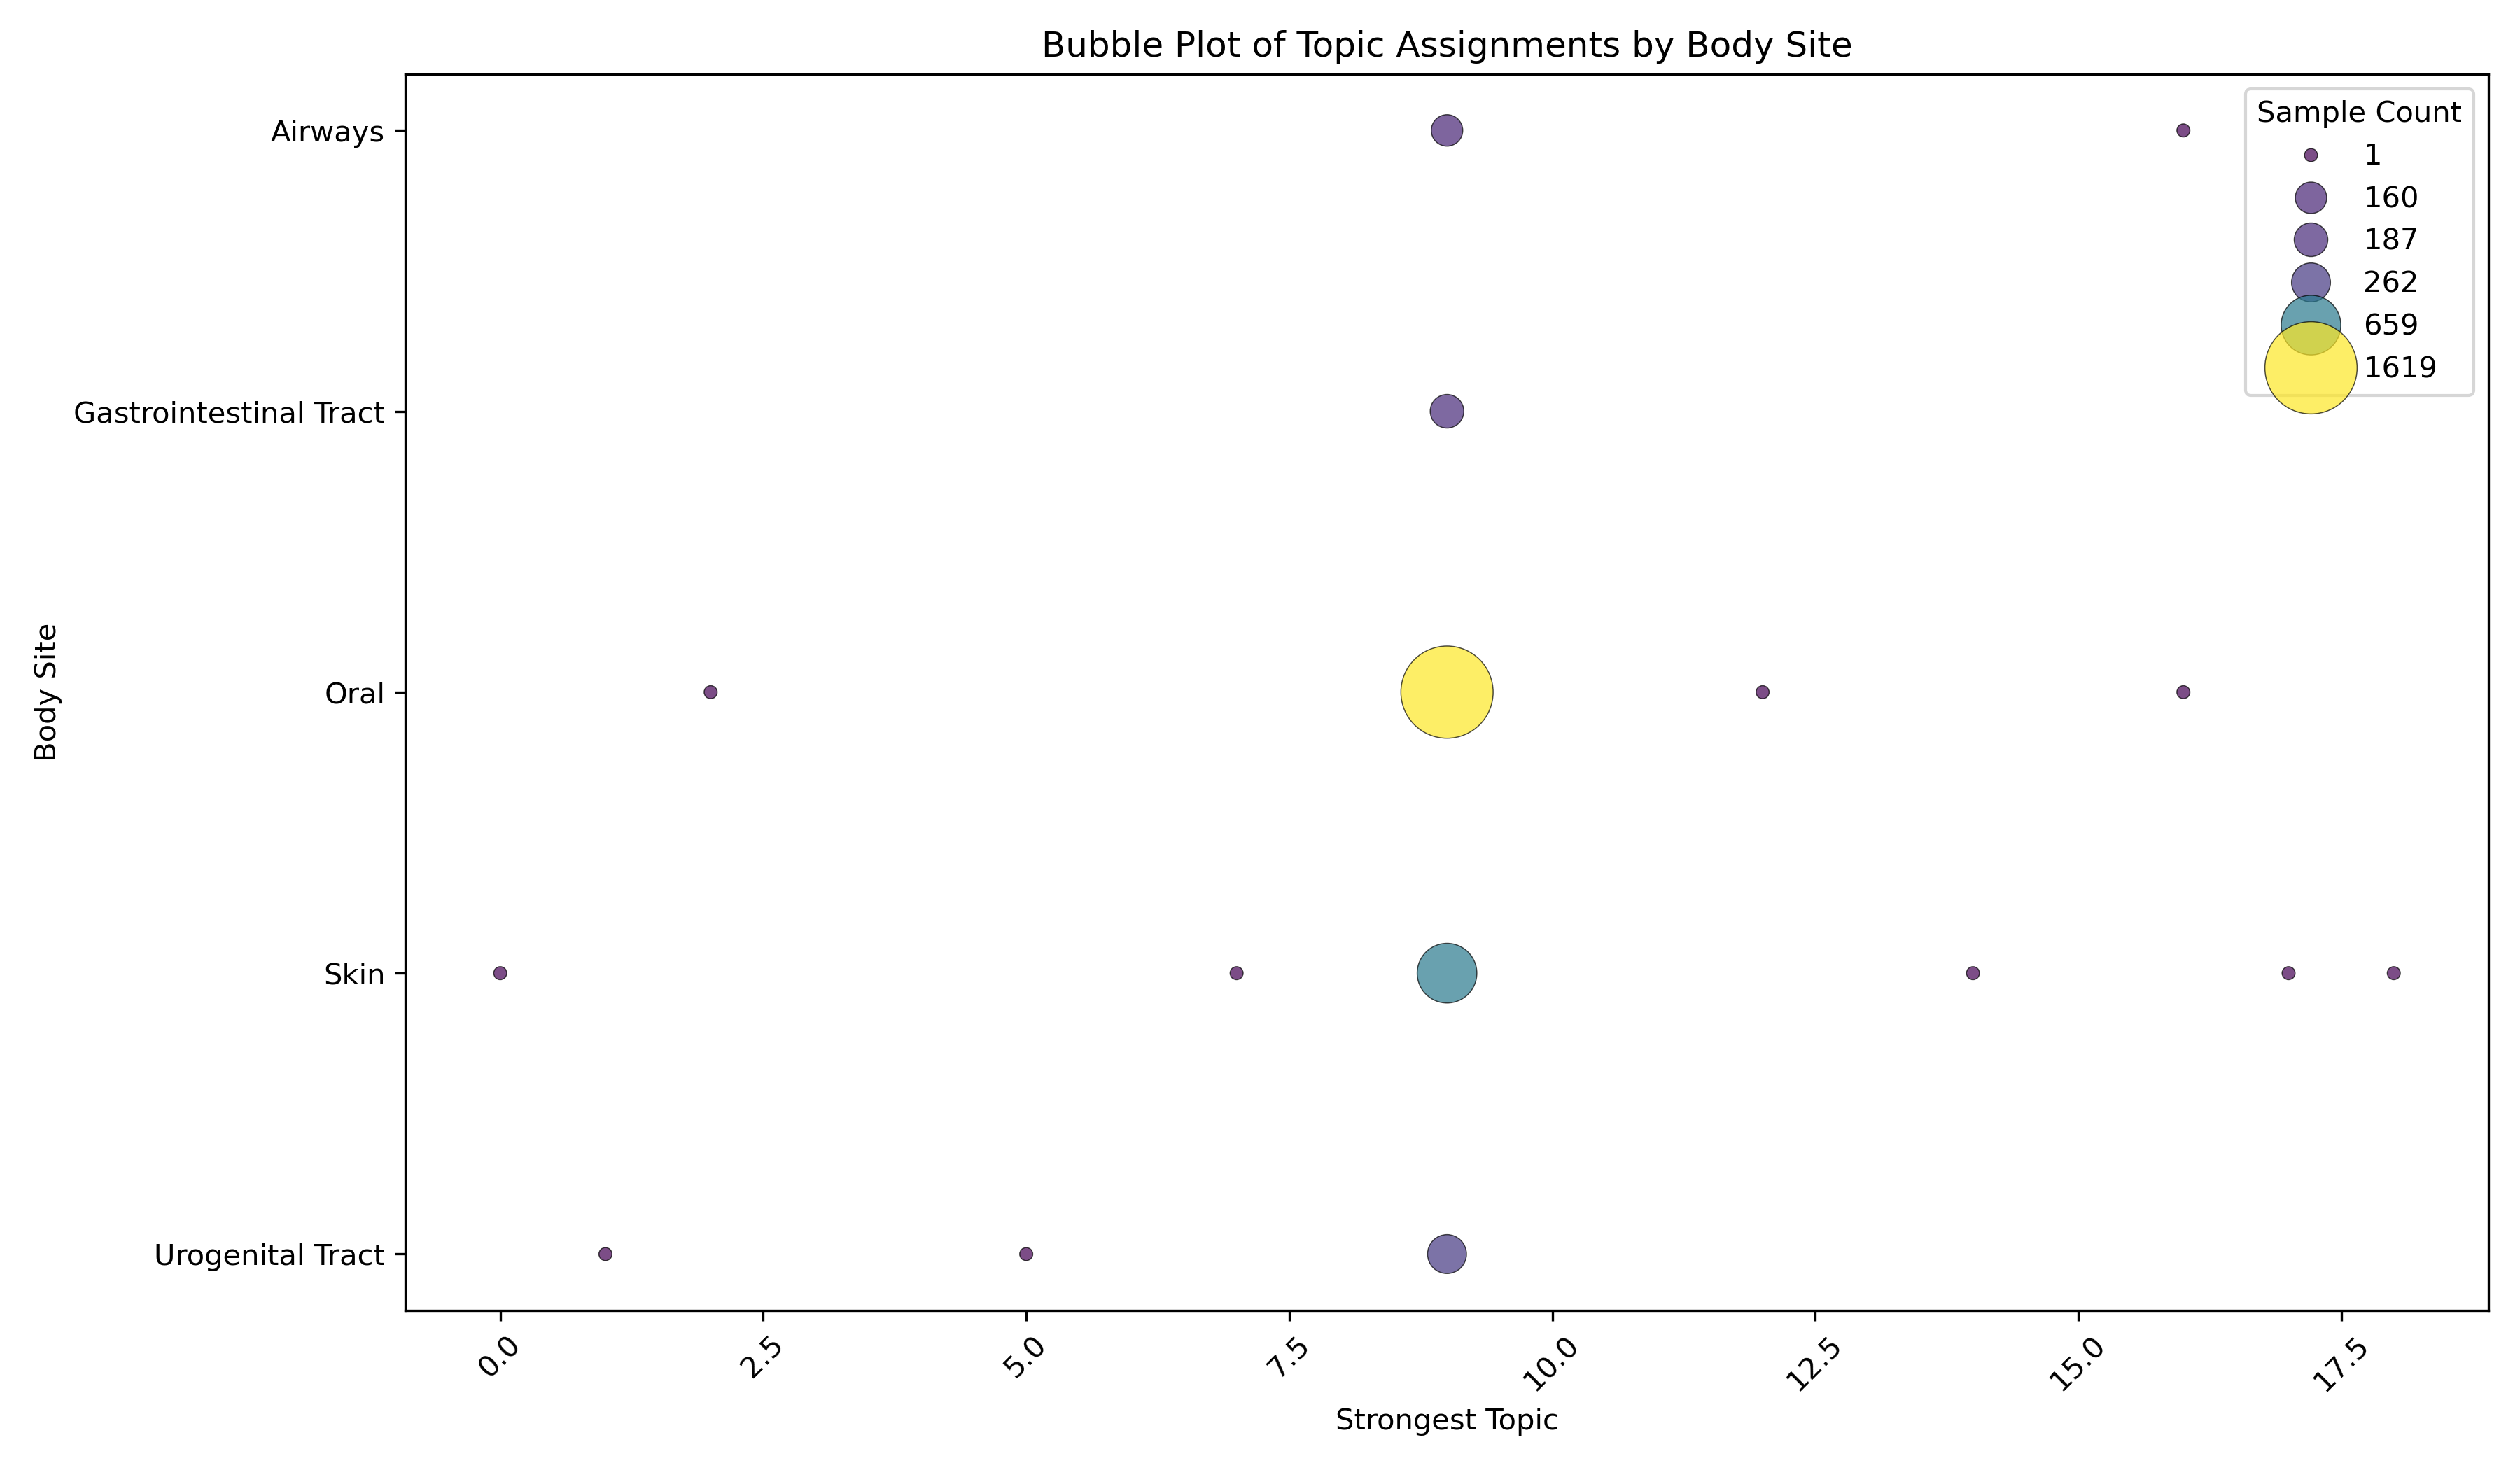 Bubble Plot of Topic Assignments by Body Site
Sample Count
1
160
187
262
659
1619
Body Site
Airways
Gastrointestinal Tract
Oral
Skin
Urogenital Tract
0.0
2.5
5.0
7.5
10.0
12.5
15.0
17.5
Strongest Topic